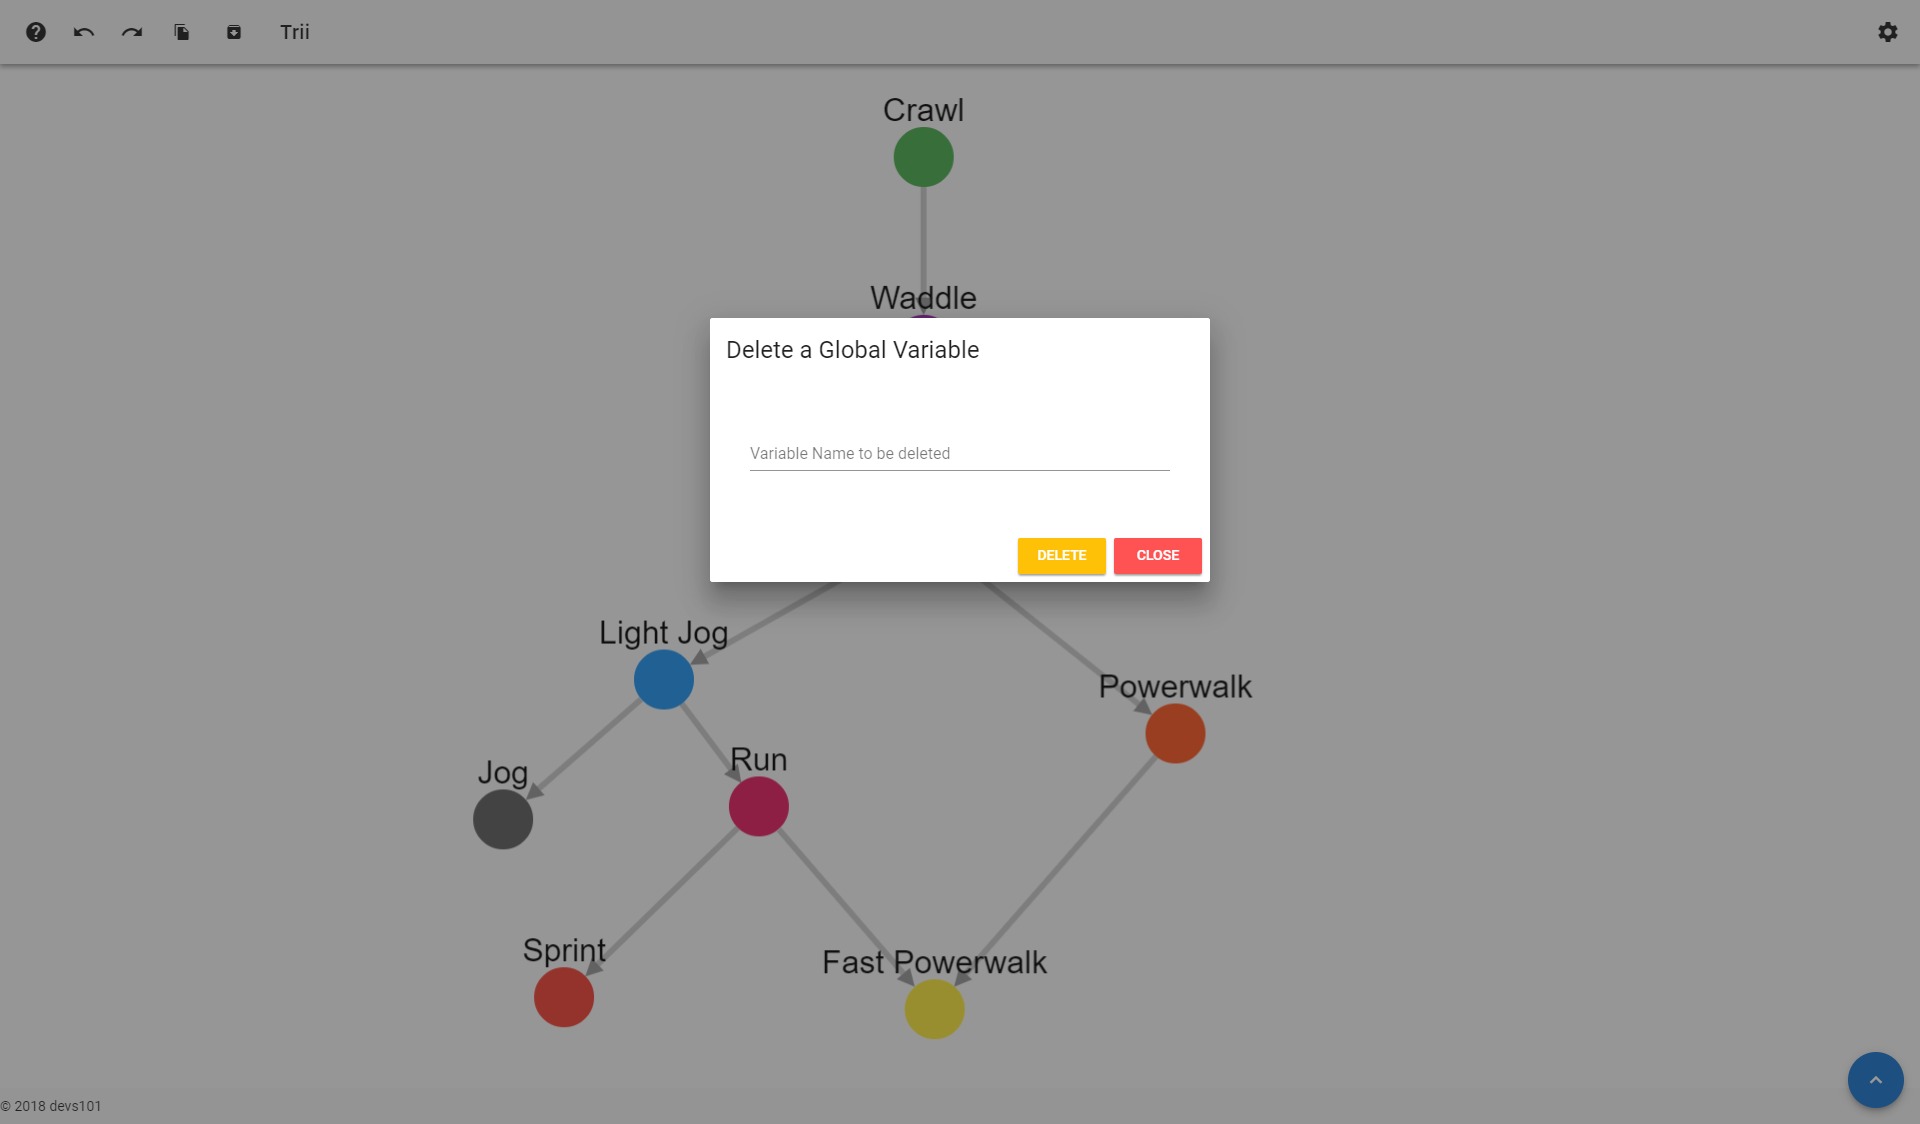 Trii
Crawl
Waddle
Delete a Global Variable
Variable Name to be deleted
DELETE
CLOSE
Light Jog
Powerwalk
Run
Jog
Sprint
Fast Powerwalk
© 2018 devs101